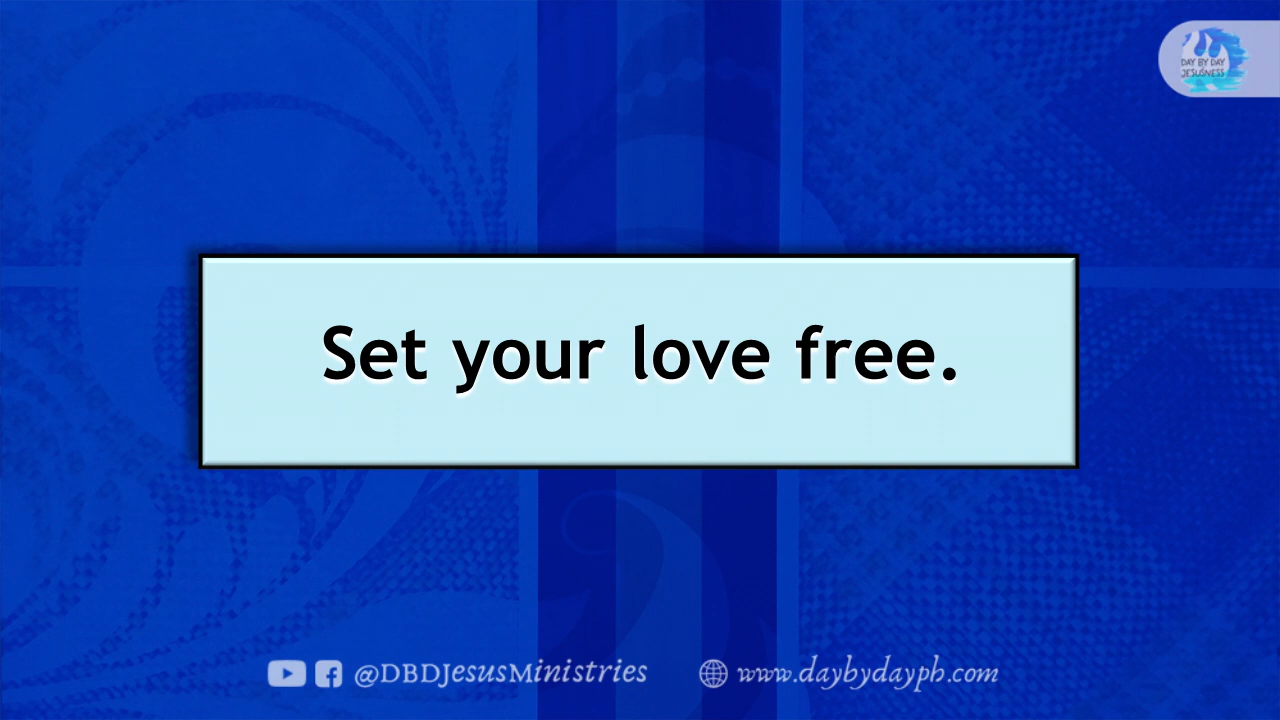 DAY BY DAY
JESUSNESS
Set your love free.
@DBDJesusMinistries
www.daybydayph.com